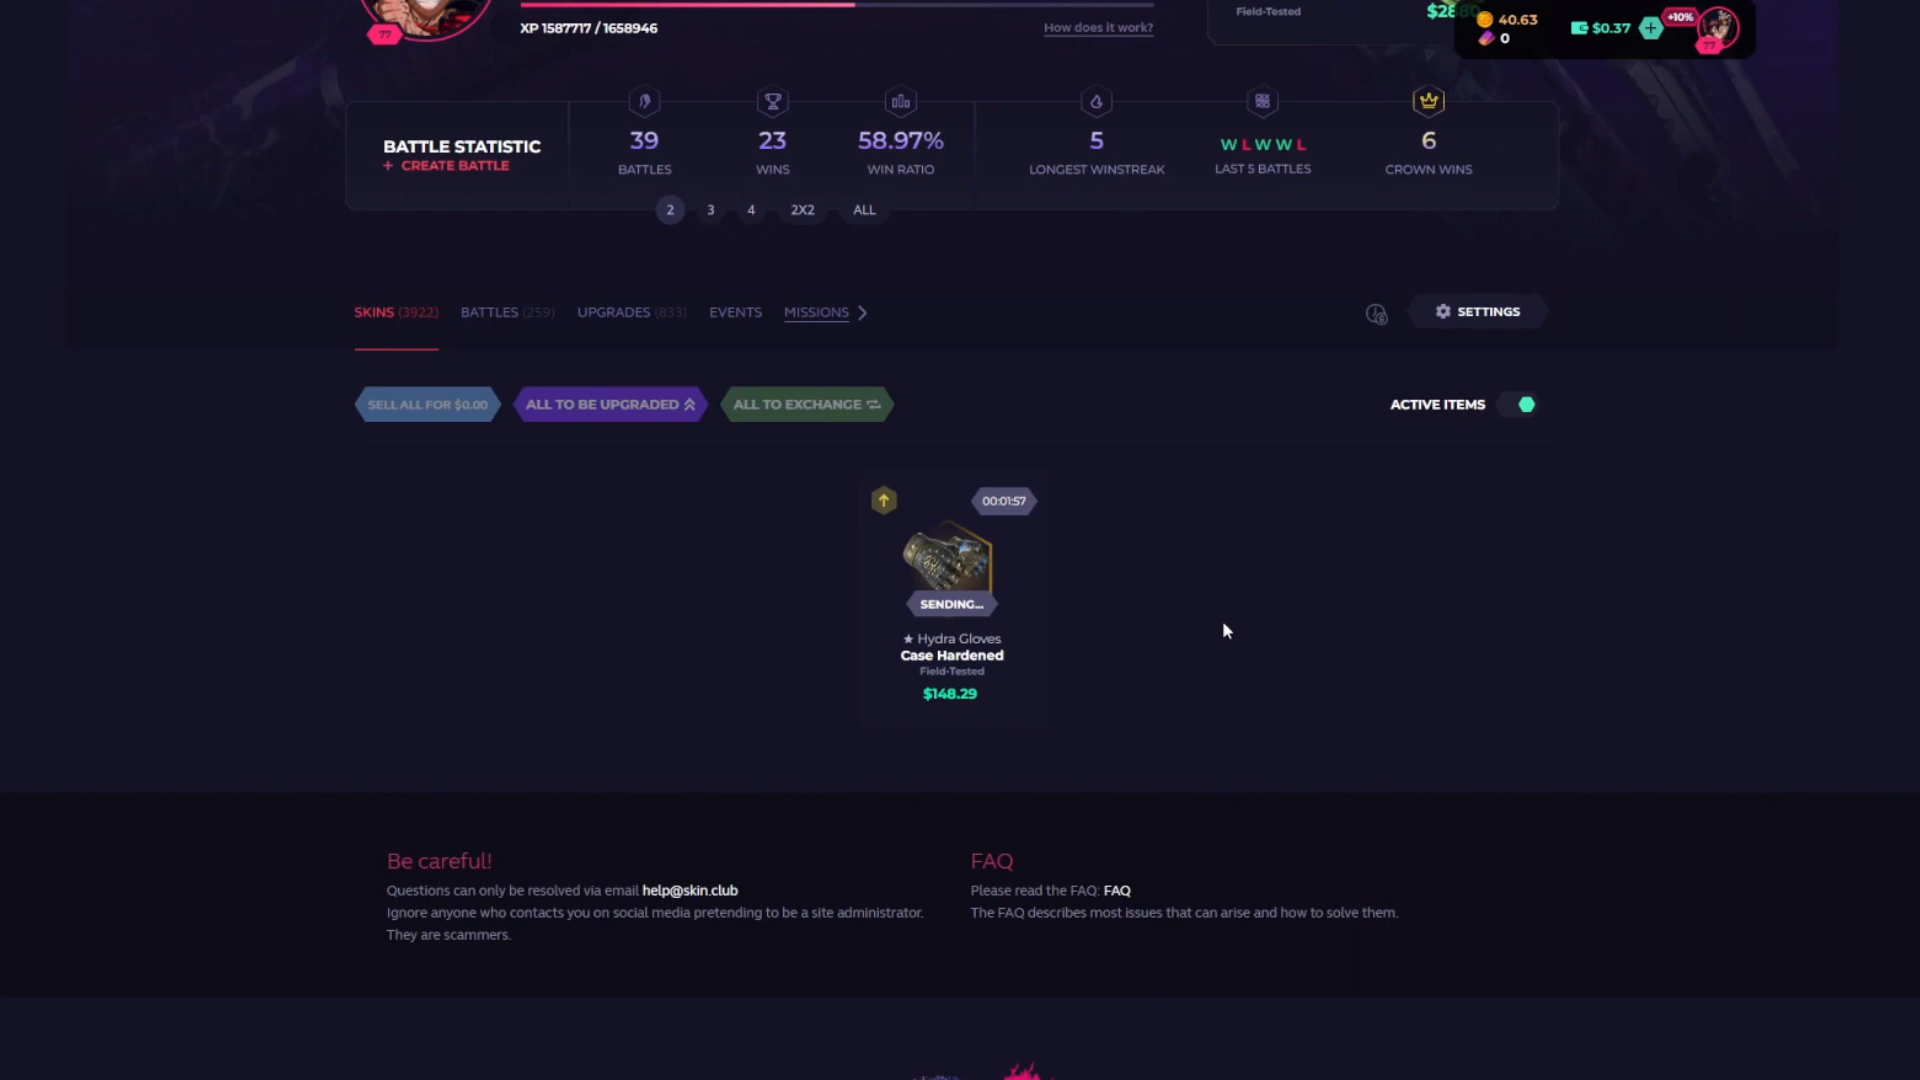 Field-Tested
77
XP 1587717 / 1658946
How does it work?
40.63
0
$0.37
+10%
77
BATTLE STATISTIC
+ CREATE BATTLE
39
BATTLES
23
WINS
58.97%
WIN RATIO
5
LONGEST WINSTREAK
W L W W L
LAST 5 BATTLES
6
CROWN WINS
2
3
4
2X2
ALL
SKINS (3922)
BATTLES (259)
UPGRADES (833)
EVENTS
MISSIONS
SETTINGS
SELL ALL FOR $0.00
ALL TO BE UPGRADED
ALL TO EXCHANGE
ACTIVE ITEMS
00:01:57
SENDING...
★ Hydra Gloves
Case Hardened
Field-Tested
$148.29
Be careful!
Questions can only be resolved via email help@skin.club
Ignore anyone who contacts you on social media pretending to be a site administrator.
They are scammers.
FAQ
Please read the FAQ: FAQ
The FAQ describes most issues that can arise and how to solve them.